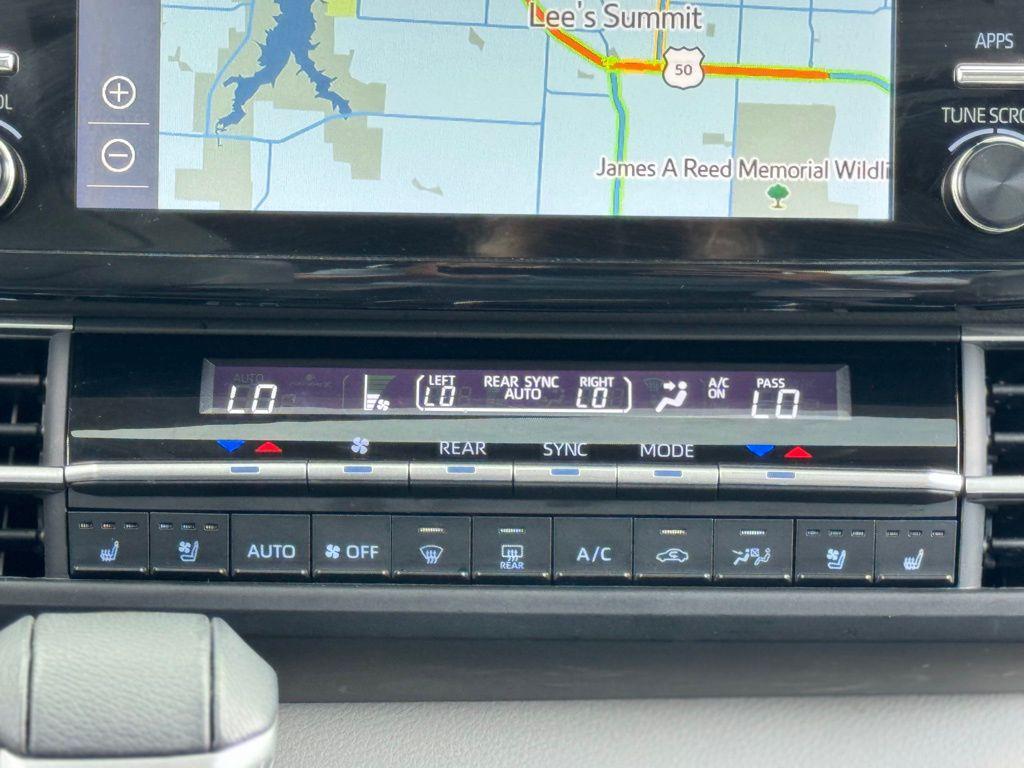 Lee's Summit
50
James A Reed Memorial Wildli
APPS
OL
TUNE SCRO
AUTO
LO
LEFT
LO
REAR SYNC
AUTO
RIGHT
LO
A/C
ON
PASS
LO
REAR
SYNC
MODE
AUTO
OFF
REAR
A/C